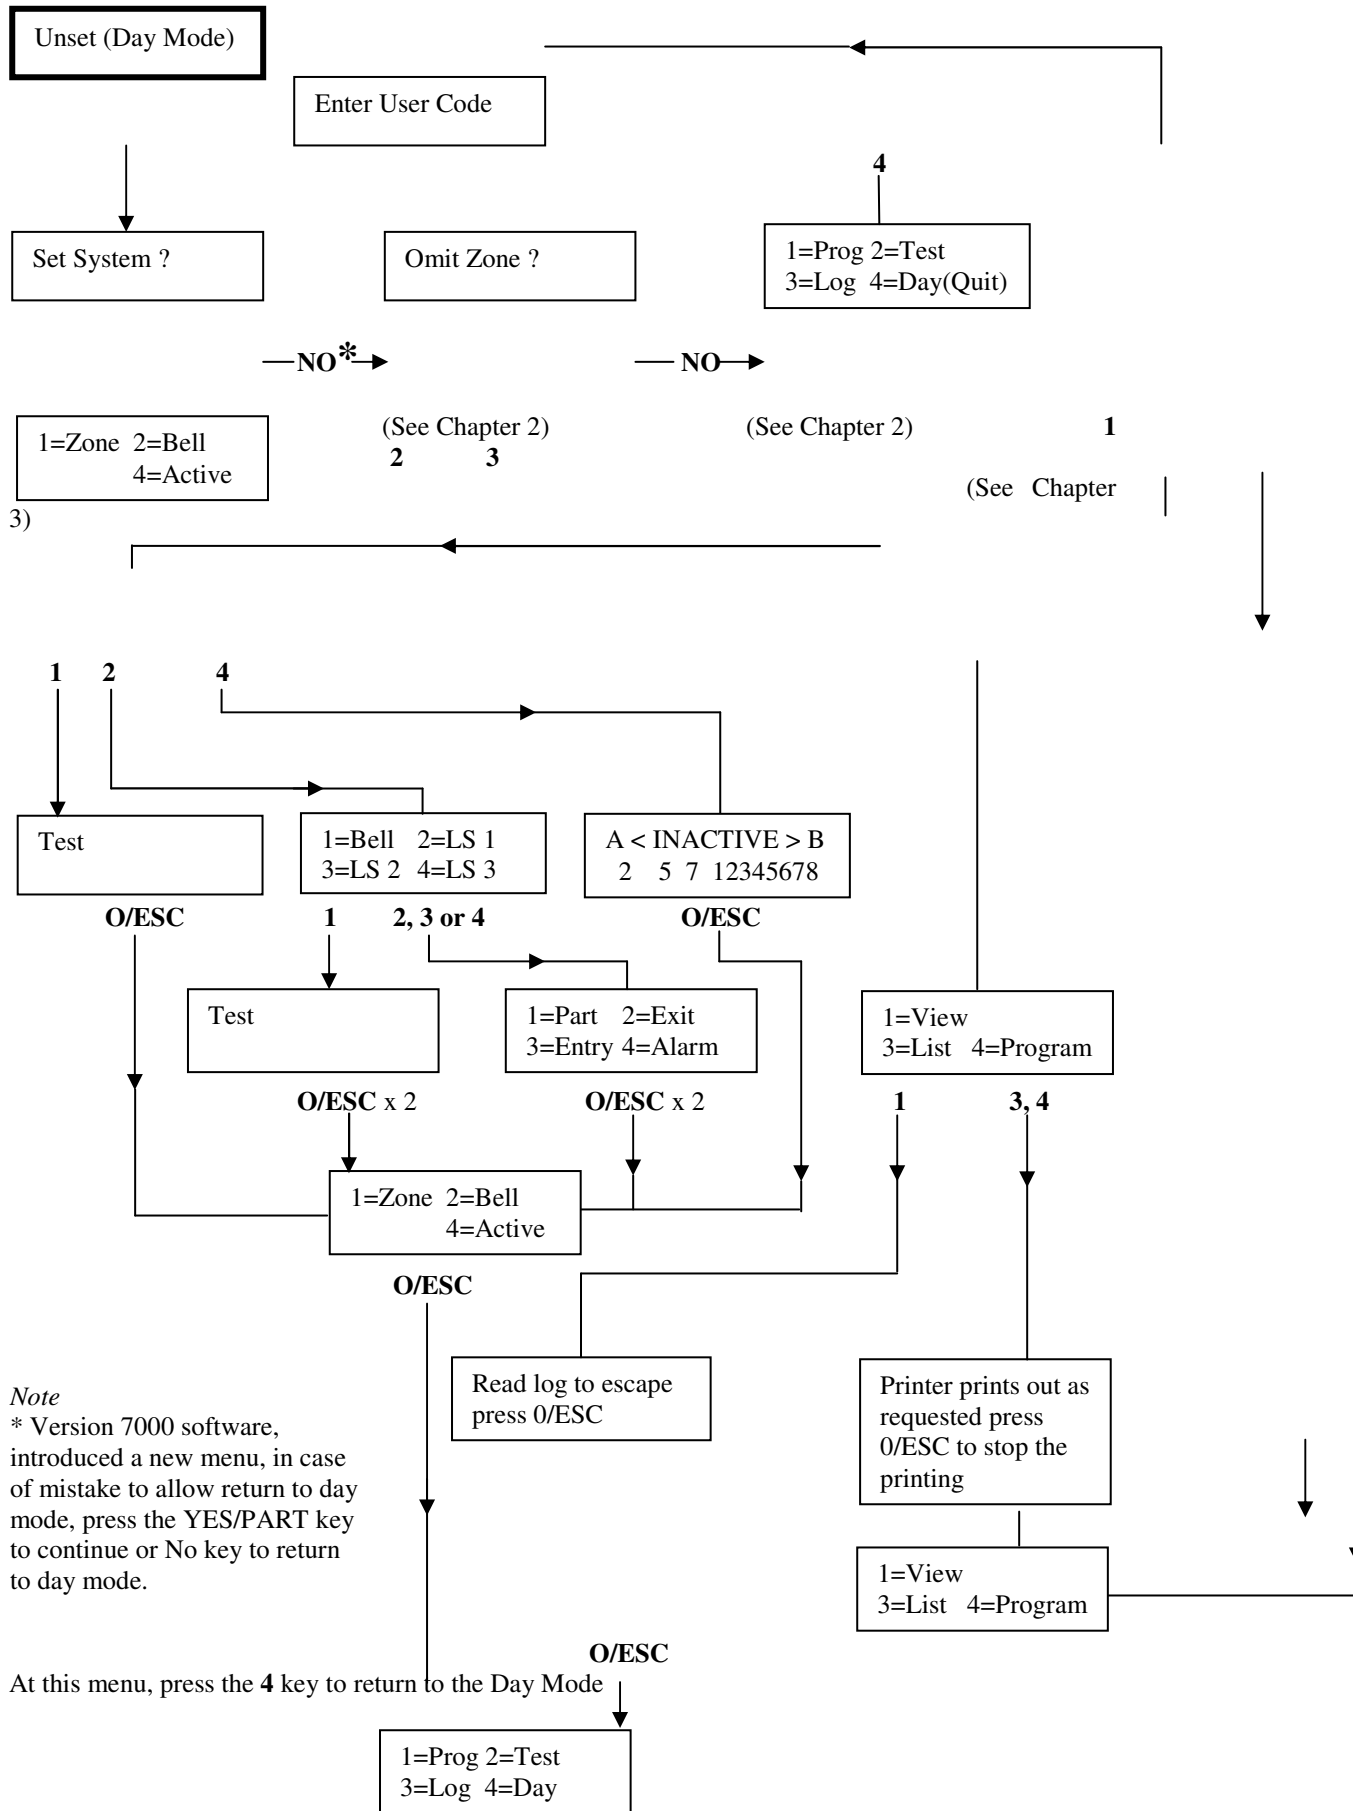 Unset (Day Mode)
Enter User Code
4
Set System ?
Omit Zone ?
1=Prog 2=Test
3=Log 4=Day(Quit)
NO*
NO
1=Zone 2=Bell
4=Active
(See Chapter 2)
(See Chapter 2)
1
2 3
(See Chapter
3)
1 2 4
Test
1=Bell 2=LS 1
3=LS 2 4=LS 3
A < INACTIVE > B
2 5 7 12345678
O/ESC
1 2, 3 or 4
O/ESC
Test
1=Part 2=Exit
3=Entry 4=Alarm
1=View
3=List 4=Program
O/ESC x 2
O/ESC x 2
1 3, 4
1=Zone 2=Bell
4=Active
O/ESC
Read log to escape
press 0/ESC
Printer prints out as
requested press
0/ESC to stop the
printing
Note
* Version 7000 software,
introduced a new menu, in case
of mistake to allow return to day
mode, press the YES/PART key
to continue or No key to return
to day mode.
1=View
3=List 4=Program
O/ESC
At this menu, press the 4 key to return to the Day Mode
1=Prog 2=Test
3=Log 4=Day